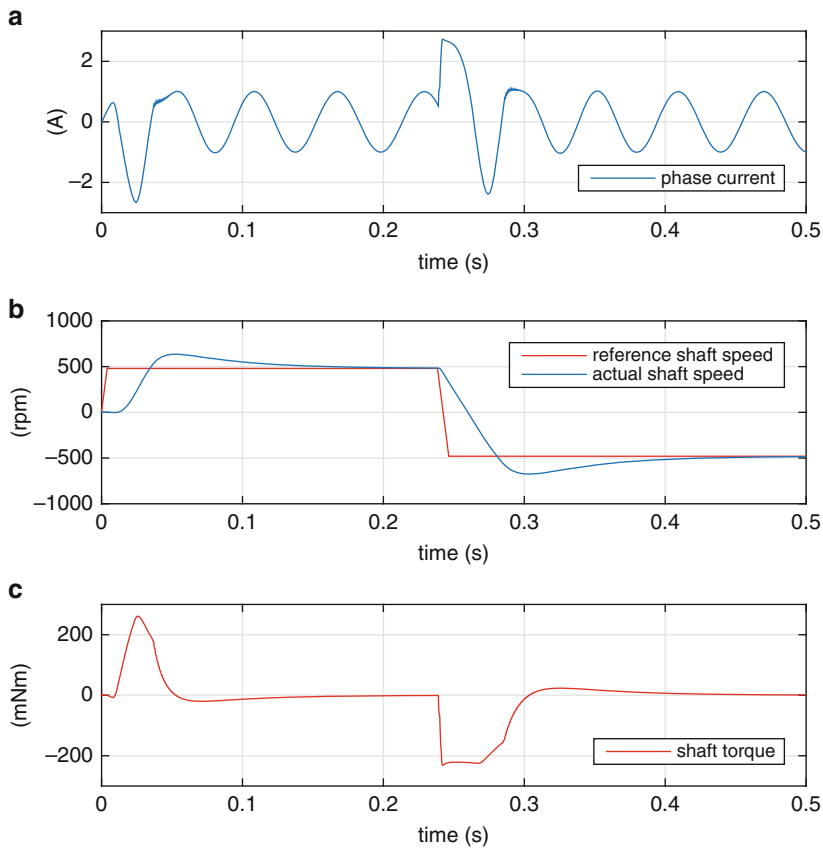 a
2
0
−2
(A)
phase current
0
0.1
0.2
0.3
0.4
0.5
time (s)
b
1000
500
0
−500
−1000
(rpm)
reference shaft speed
actual shaft speed
0
0.1
0.2
0.3
0.4
0.5
time (s)
c
200
0
−200
(mNm)
shaft torque
0
0.1
0.2
0.3
0.4
0.5
time (s)